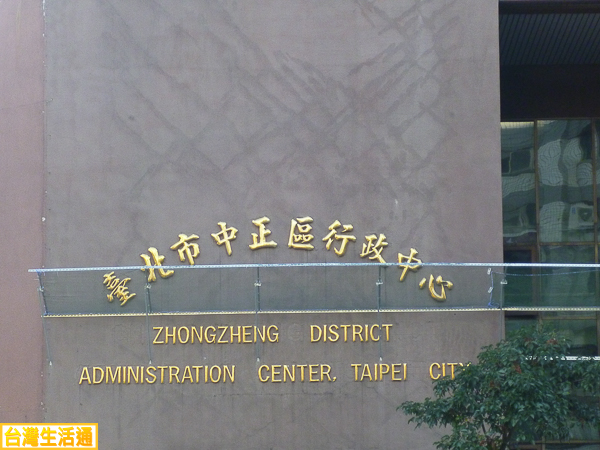 臺北市中正區行政中心
ZHONGZHENG DISTRICT
ADMINISTRATION CENTER, TAIPEI CITY
台灣生活通